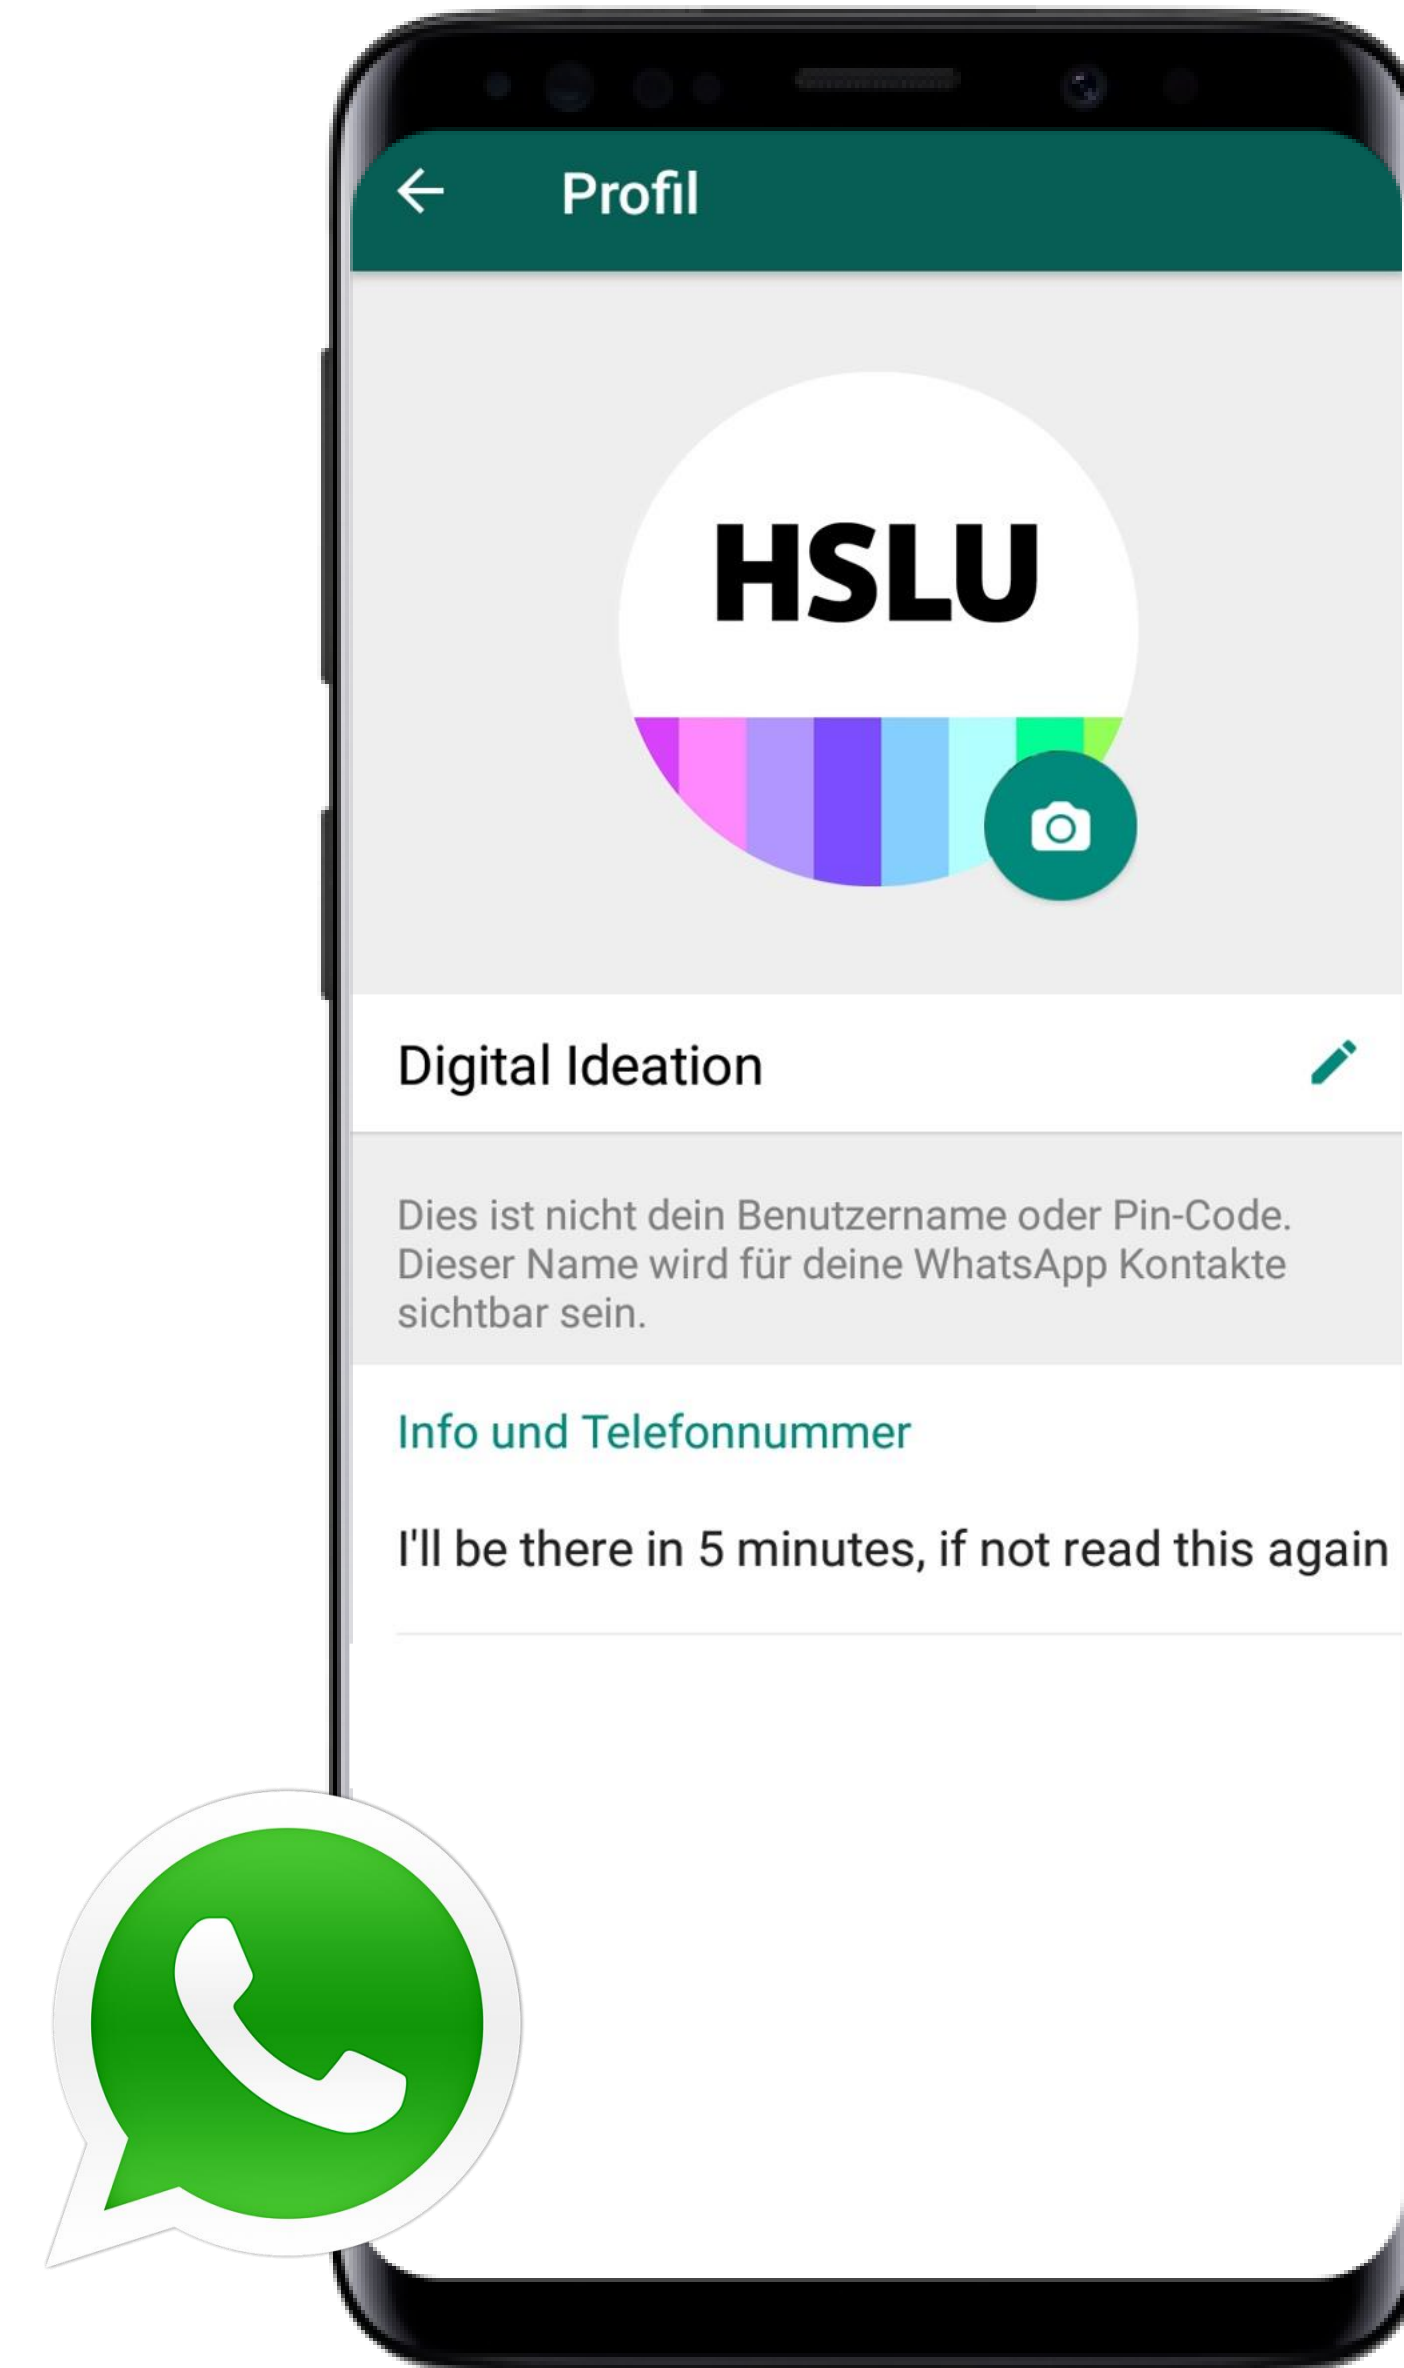 Profil
HSLU
Digital Ideation
Dies ist nicht dein Benutzername oder Pin-Code.
Dieser Name wird für deine WhatsApp Kontakte
sichtbar sein.
Info und Telefonnummer
I'll be there in 5 minutes, if not read this again